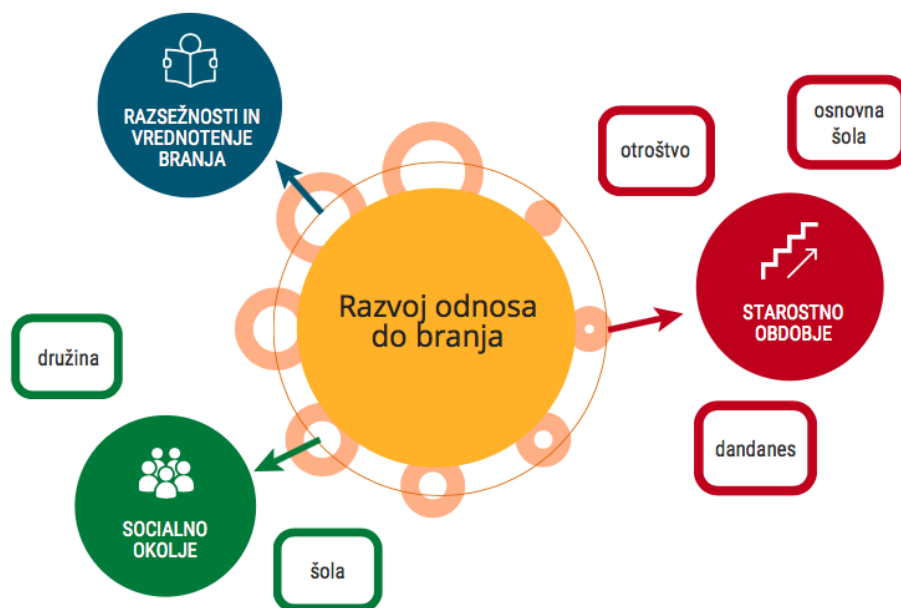 RAZSEŽNOSTI IN
VREDNOTENJE
BRANJA
otroštvo
osnovna
šola
Razvoj odnosa
do branja
STAROSTNO
OBDOBJE
družina
dandanes
SOCIALNO
OKOLJE
šola